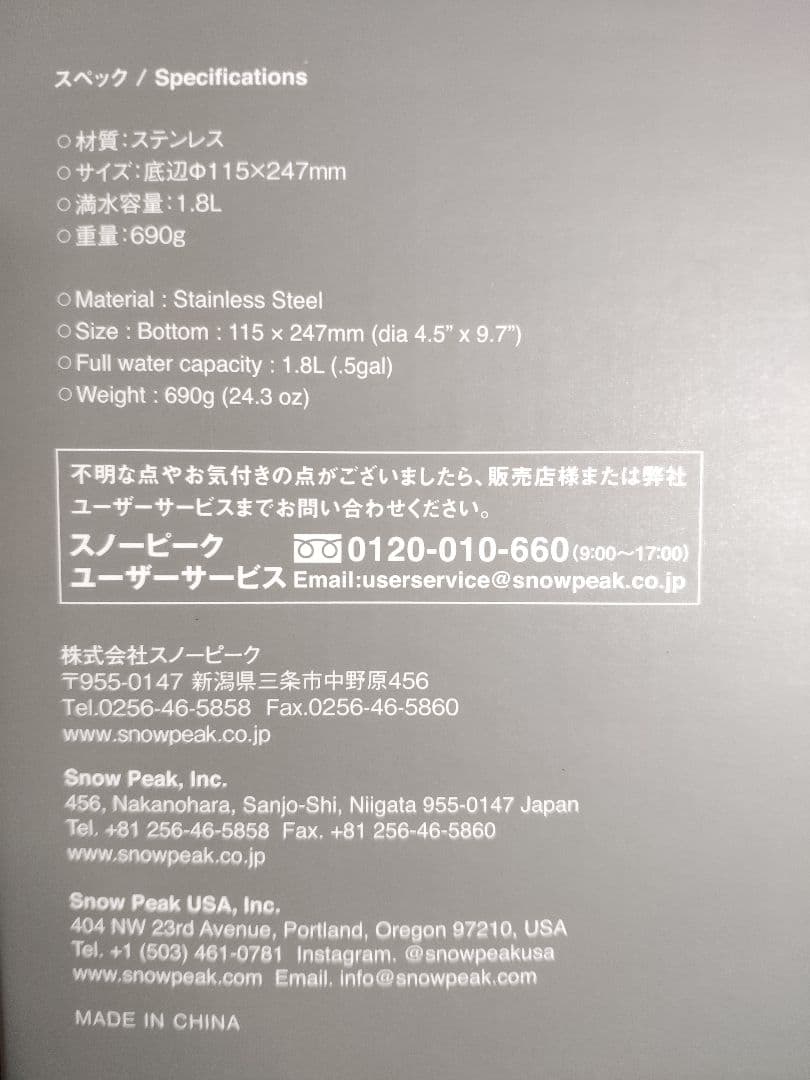 スペック / Specifications
○材質:ステンレス
○サイズ:底辺Φ115×247mm
○満水容量:1.8L
○重量:690g
○Material : Stainless Steel
○Size : Bottom : 115 × 247mm (dia 4.5” x 9.7”)
○Full water capacity : 1.8L (.5gal)
○Weight : 690g (24.3 oz)
不明な点やお気付きの点がございましたら、販売店様または弊社
ユーザーサービスまでお問い合わせください。
スノーピーク 0120-010-660(9:00〜17:00)
ユーザーサービス Email:userservice@snowpeak.co.jp
株式会社スノーピーク
〒955-0147 新潟県三条市中野原456
Tel.0256-46-5858 Fax.0256-46-5860
www.snowpeak.co.jp
Snow Peak, Inc.
456, Nakanohara, Sanjo-Shi, Niigata 955-0147 Japan
Tel. +81 256-46-5858 Fax. +81 256-46-5860
www.snowpeak.co.jp
Snow Peak USA, Inc.
404 NW 23rd Avenue, Portland, Oregon 97210, USA
Tel. +1 (503) 461-0781 Instagram. @snowpeakusa
www.snowpeak.com Email. info@snowpeak.com
MADE IN CHINA